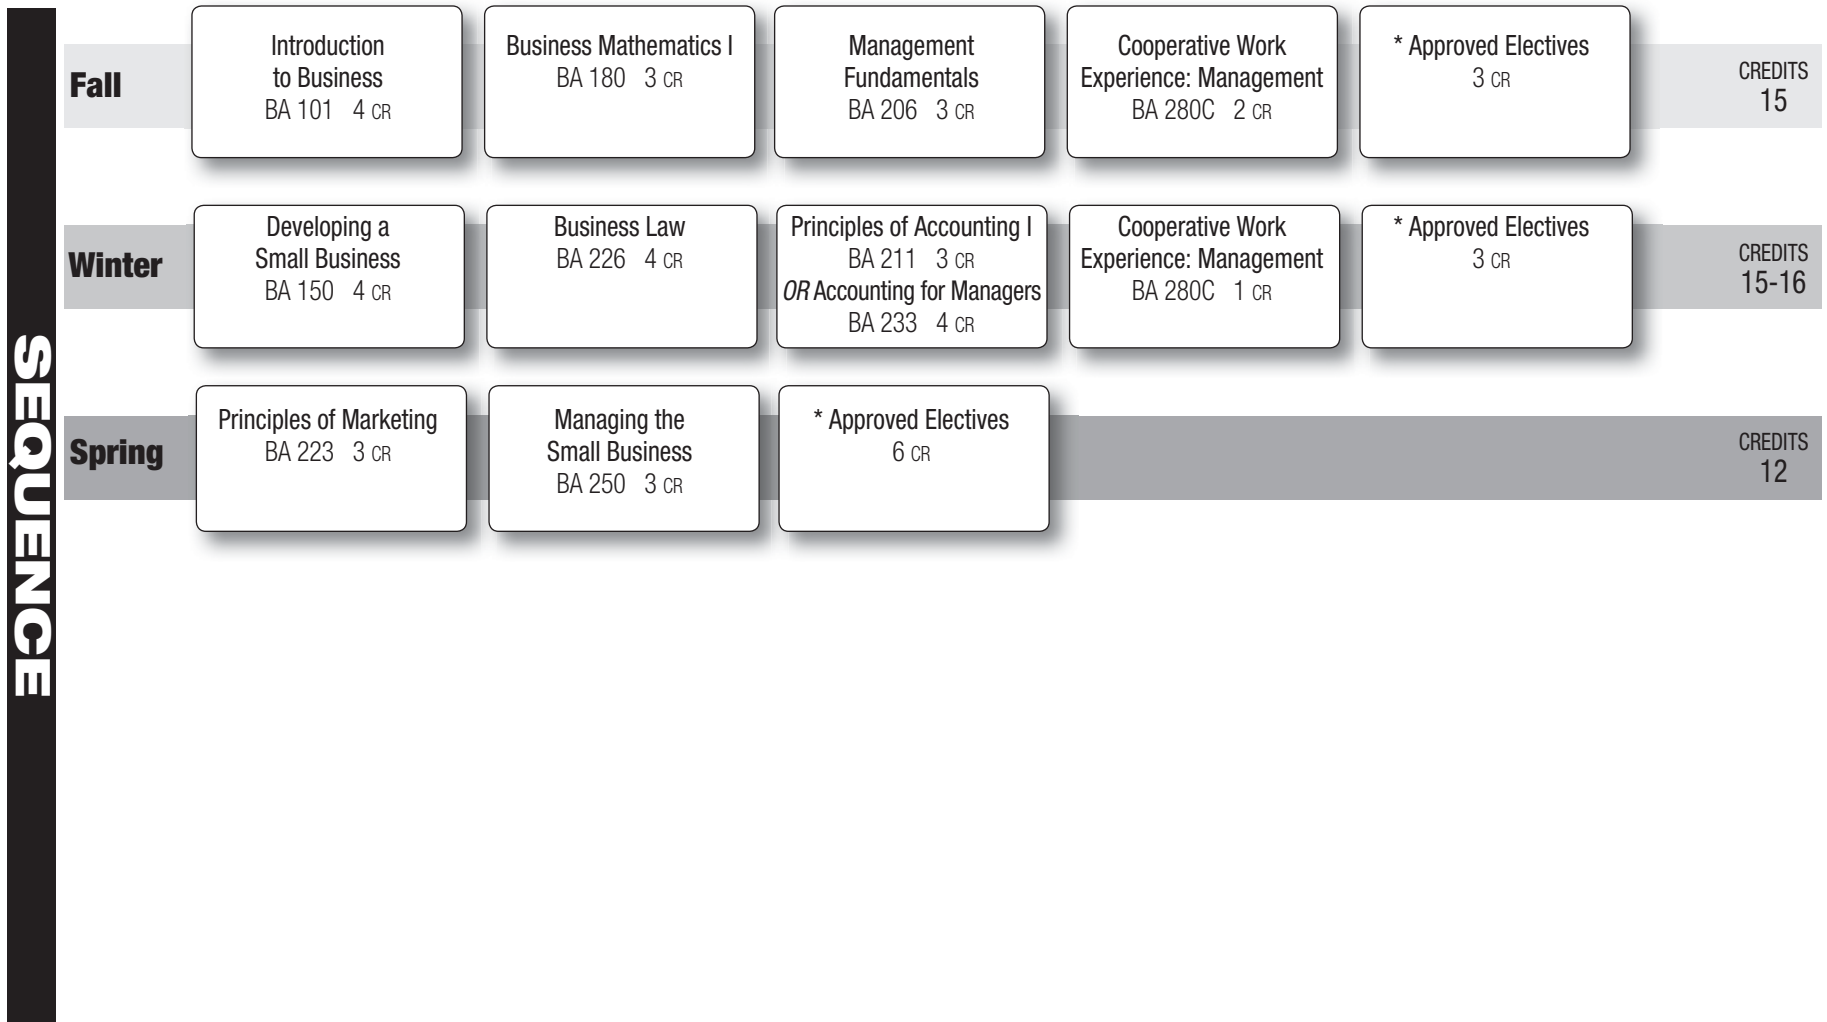 SEQUENCE
Fall
Introduction
to Business
BA 101 4 CR
Business Mathematics I
BA 180 3 CR
Management
Fundamentals
BA 206 3 CR
Cooperative Work
Experience: Management
BA 280C 2 CR
* Approved Electives
3 CR
CREDITS
15
Winter
Developing a
Small Business
BA 150 4 CR
Business Law
BA 226 4 CR
Principles of Accounting I
BA 211 3 CR
OR Accounting for Managers
BA 233 4 CR
Cooperative Work
Experience: Management
BA 280C 1 CR
* Approved Electives
3 CR
CREDITS
15-16
Spring
Principles of Marketing
BA 223 3 CR
Managing the
Small Business
BA 250 3 CR
* Approved Electives
6 CR
CREDITS
12